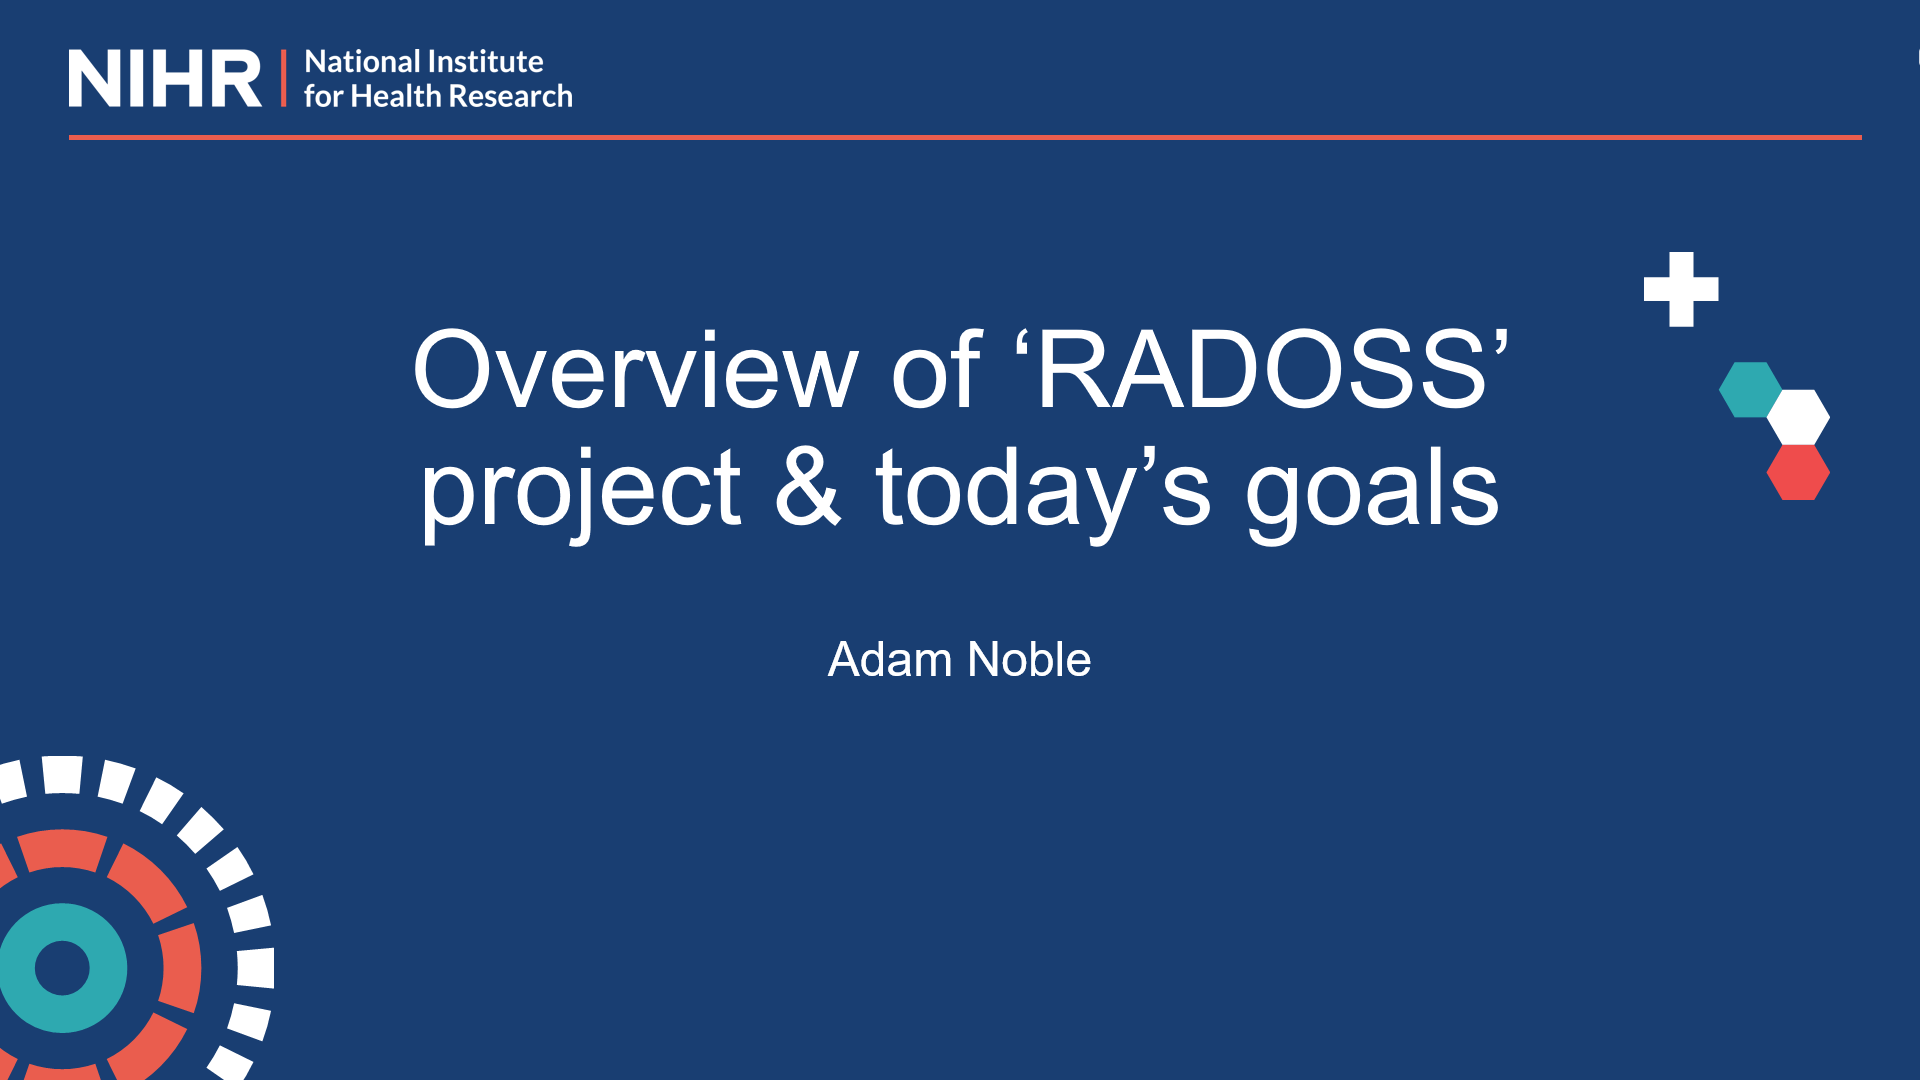 NIHR
National Institute
for Health Research
Overview of ‘RADOSS’
project & today’s goals
Adam Noble